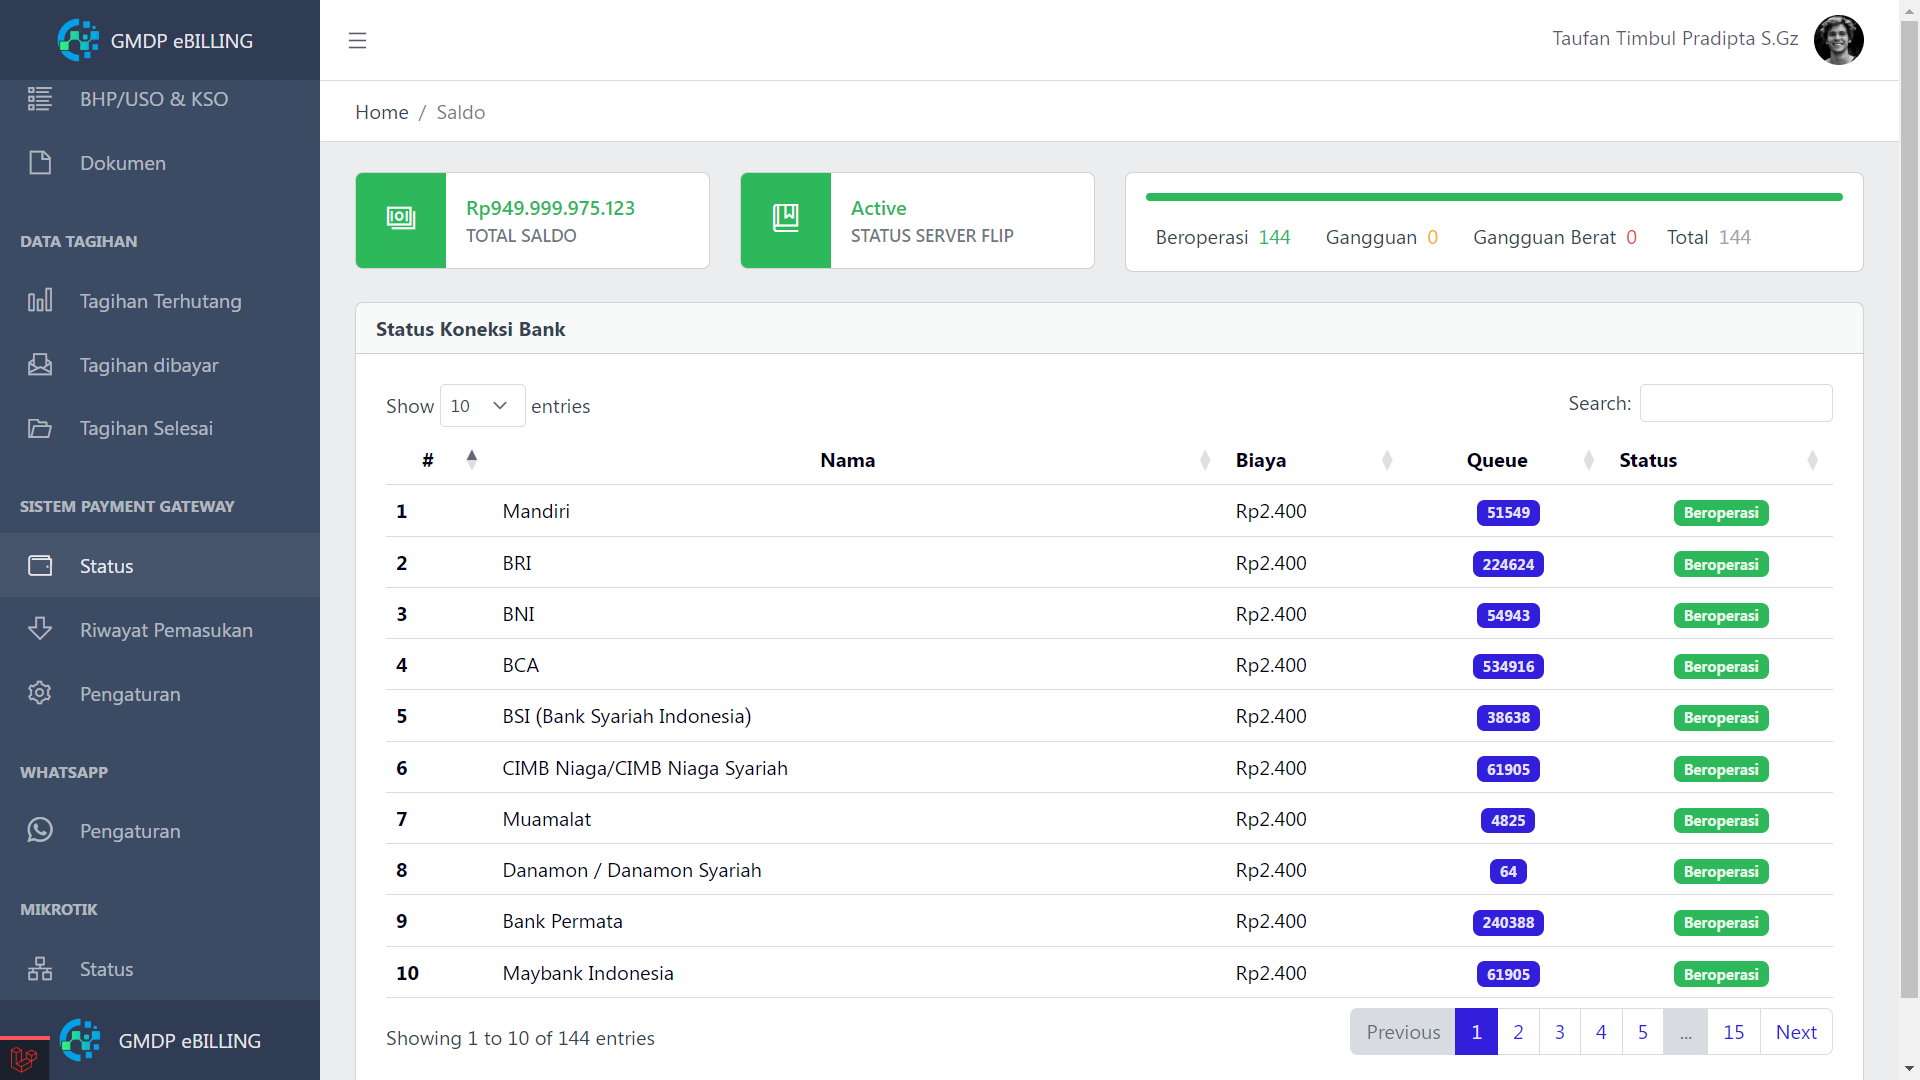 GMDP eBILLING
BHP/USO & KSO
Dokumen
DATA TAGIHAN
Tagihan Terhutang
Tagihan dibayar
Tagihan Selesai
SISTEM PAYMENT GATEWAY
Status
Riwayat Pemasukan
Pengaturan
WHATSAPP
Pengaturan
MIKROTIK
Status
GMDP eBILLING
Taufan Timbul Pradipta S.Gz
Home / Saldo
Rp949.999.975.123
TOTAL SALDO
Active
STATUS SERVER FLIP
Beroperasi 144 Gangguan 0 Gangguan Berat 0 Total 144
Status Koneksi Bank
Show 10 entries
Search:
# Nama Biaya Queue Status
1 Mandiri Rp2.400 51549 Beroperasi
2 BRI Rp2.400 224624 Beroperasi
3 BNI Rp2.400 54943 Beroperasi
4 BCA Rp2.400 534916 Beroperasi
5 BSI (Bank Syariah Indonesia) Rp2.400 38638 Beroperasi
6 CIMB Niaga/CIMB Niaga Syariah Rp2.400 61905 Beroperasi
7 Muamalat Rp2.400 4825 Beroperasi
8 Danamon / Danamon Syariah Rp2.400 64 Beroperasi
9 Bank Permata Rp2.400 240388 Beroperasi
10 Maybank Indonesia Rp2.400 61905 Beroperasi
Showing 1 to 10 of 144 entries
Previous 1 2 3 4 5 ... 15 Next